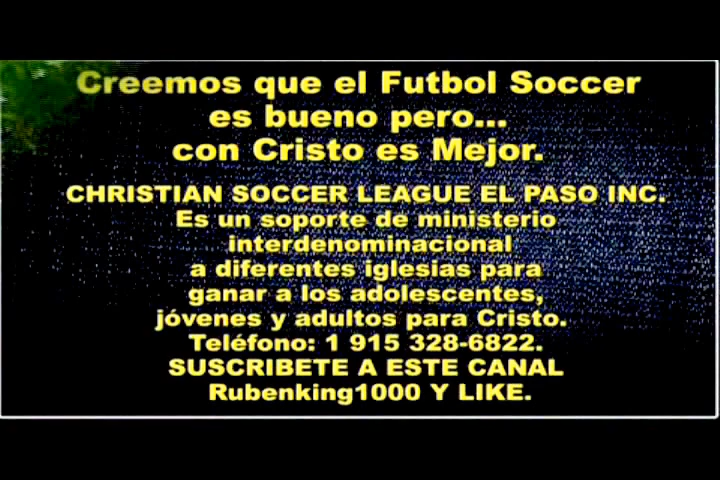 Creemos que el Futbol Soccer
es bueno pero...
con Cristo es Mejor.
CHRISTIAN SOCCER LEAGUE EL PASO INC.
Es un soporte de ministerio
interdenominacional
a diferentes iglesias para
ganar a los adolescentes,
jóvenes y adultos para Cristo.
Teléfono: 1 915 328-6822.
SUSCRIBETE A ESTE CANAL
Rubenking1000 Y LIKE.